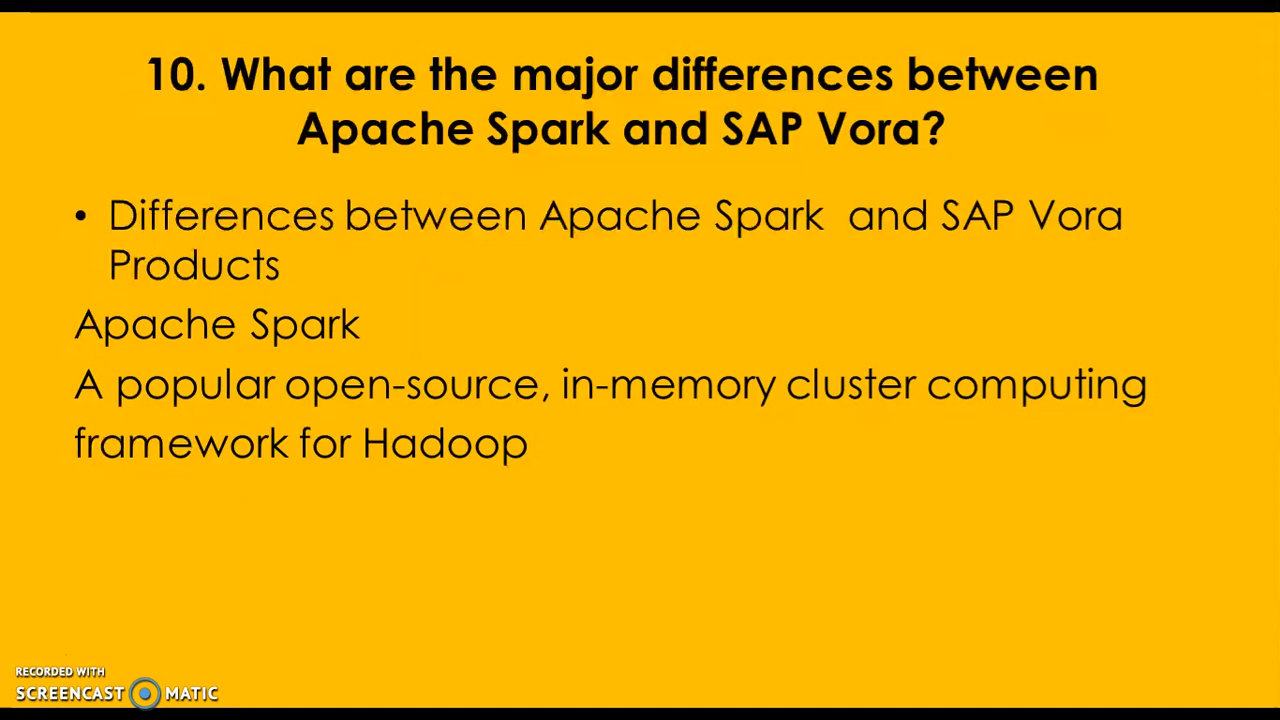 10. What are the major differences between
Apache Spark and SAP Vora?
• Differences between Apache Spark and SAP Vora
Products
Apache Spark
A popular open-source, in-memory cluster computing
framework for Hadoop
RECORDED WITH
SCREENCAST MATIC